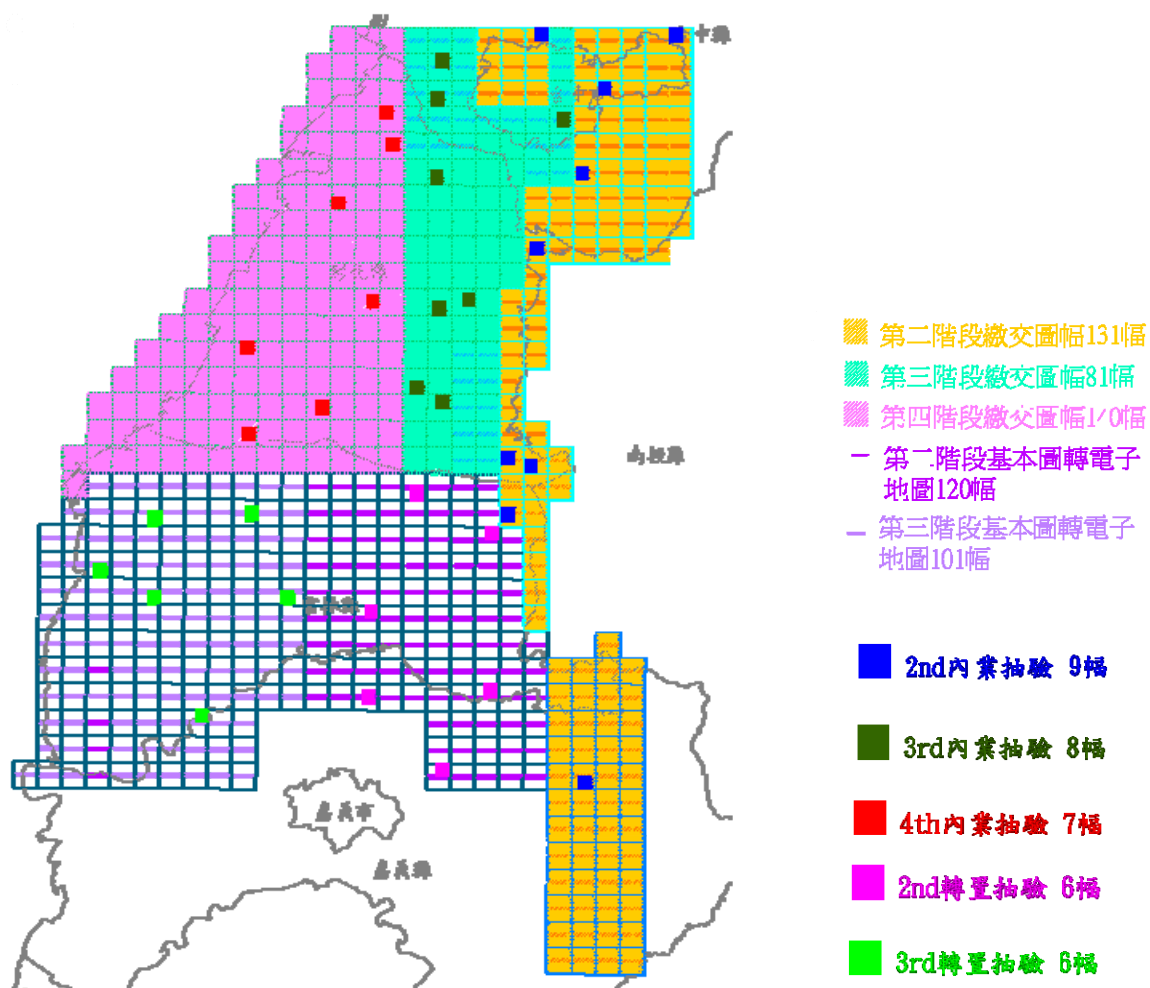 中縣
第二階段繳交圖幅131幅
第三階段繳交圖幅81幅
第四階段繳交圖幅140幅
南投縣
第二階段基本圖轉電子
地圖120幅
第三階段基本圖轉電子
地圖101幅
雲林縣
2nd內業抽驗 9幅
3rd內業抽驗 8幅
嘉義市
4th內業抽驗 7幅
嘉義縣
2nd轉置抽驗 6幅
3rd轉置抽驗 6幅